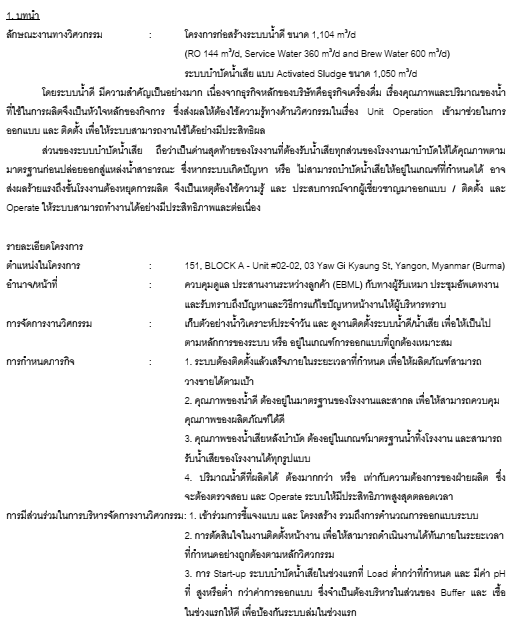 1. บทนำ
ลักษณะงานทางวิศวกรรม : โครงการก่อสร้างระบบน้ำดี ขนาด 1,104 m³/d
(RO 144 m³/d, Service Water 360 m³/d and Brew Water 600 m³/d)
ระบบบำบัดน้ำเสีย แบบ Activated Sludge ขนาด 1,050 m³/d
โดยระบบน้ำดี มีความสำคัญเป็นอย่างมาก เนื่องจากธุรกิจหลักของบริษัทคือธุรกิจเครื่องดื่ม เรื่องคุณภาพและปริมาณของน้ำ
ที่ใช้ในการผลิตจึงเป็นหัวใจหลักของกิจการ ซึ่งส่งผลให้ต้องใช้ความรู้ทางด้านวิศวกรรมในเรื่อง Unit Operation เข้ามาช่วยในการ
ออกแบบ และ ติดตั้ง เพื่อให้ระบบสามารถงานใช้ได้อย่างมีประสิทธิผล
ส่วนของระบบบำบัดน้ำเสีย ถือว่าเป็นด่านสุดท้ายของโรงงานที่ต้องรับน้ำเสียทุกส่วนของโรงงานมาบำบัดให้ได้คุณภาพตาม
มาตรฐานก่อนปล่อยออกสู่แหล่งน้ำสาธารณะ ซึ่งหากระบบเกิดปัญหา หรือ ไม่สามารถบำบัดน้ำเสียให้อยู่ในเกณฑ์ที่กำหนดได้ อาจ
ส่งผลร้ายแรงถึงขั้นโรงงานต้องหยุดการผลิต จึงเป็นเหตุต้องใช้ความรู้ และ ประสบการณ์จากผู้เชี่ยวชาญมาออกแบบ / ติดตั้ง และ
Operate ให้ระบบสามารถทำงานได้อย่างมีประสิทธิภาพและต่อเนื่อง
รายละเอียดโครงการ
ตำแหน่งในโครงการ : 151, BLOCK A - Unit #02-02, 03 Yaw Gi Kyaung St, Yangon, Myanmar (Burma)
อำนาจหน้าที่ : ควบคุมดูแล ประสานงานระหว่างลูกค้า (EBML) กับทางผู้รับเหมา ประชุมอัพเดทงาน
และรับทราบถึงปัญหาและวิธีการแก้ไขปัญหาหน้างานให้ผู้บริหารทราบ
การจัดการงานวิศวกรรม : เก็บตัวอย่างน้ำวิเคราะห์ประจำวัน และ ดูงานติดตั้งระบบน้ำดี/น้ำเสีย เพื่อให้เป็นไป
ตามหลักการของระบบ หรือ อยู่ในเกณฑ์การออกแบบที่ถูกต้องเหมาะสม
การกำหนดภารกิจ : 1. ระบบต้องติดตั้งแล้วเสร็จภายในระยะเวลาที่กำหนด เพื่อให้ผลิตภัณฑ์สามารถ
วางขายได้ตามเป้า
2. คุณภาพของน้ำดี ต้องอยู่ในมาตรฐานของโรงงานและสากล เพื่อให้สามารถควบคุม
คุณภาพของผลิตภัณฑ์ได้ดี
3. คุณภาพของน้ำเสียหลังบำบัด ต้องอยู่ในเกณฑ์มาตรฐานน้ำทิ้งโรงงาน และสามารถ
รับน้ำเสียของโรงงานได้ทุกรูปแบบ
4. ปริมาณน้ำดีที่ผลิตได้ ต้องมากกว่า หรือ เท่ากับความต้องการของฝ่ายผลิต ซึ่ง
จะต้องตรวจสอบ และ Operate ระบบให้มีประสิทธิภาพสูงสุดตลอดเวลา
การมีส่วนร่วมในการบริหารจัดการงานวิศวกรรม: 1. เข้าร่วมการชี้แจงแบบ และ โครงสร้าง รวมถึงการคำนวณการออกแบบระบบ
2. การตัดสินใจในงานติดตั้งหน้างาน เพื่อให้สามารถดำเนินงานได้ทันภายในระยะเวลา
ที่กำหนดอย่างถูกต้องตามหลักวิศวกรรม
3. การ Start-up ระบบบำบัดน้ำเสียในช่วงแรกที่ Load ต่ำกว่าที่กำหนด และ มีค่า pH
ที่ สูงหรือต่ำ กว่าค่าการออกแบบ ซึ่งจำเป็นต้องบริหารในส่วนของ Buffer และ เชื้อ
ในช่วงแรกให้ดี เพื่อป้องกันระบบล่มในช่วงแรก